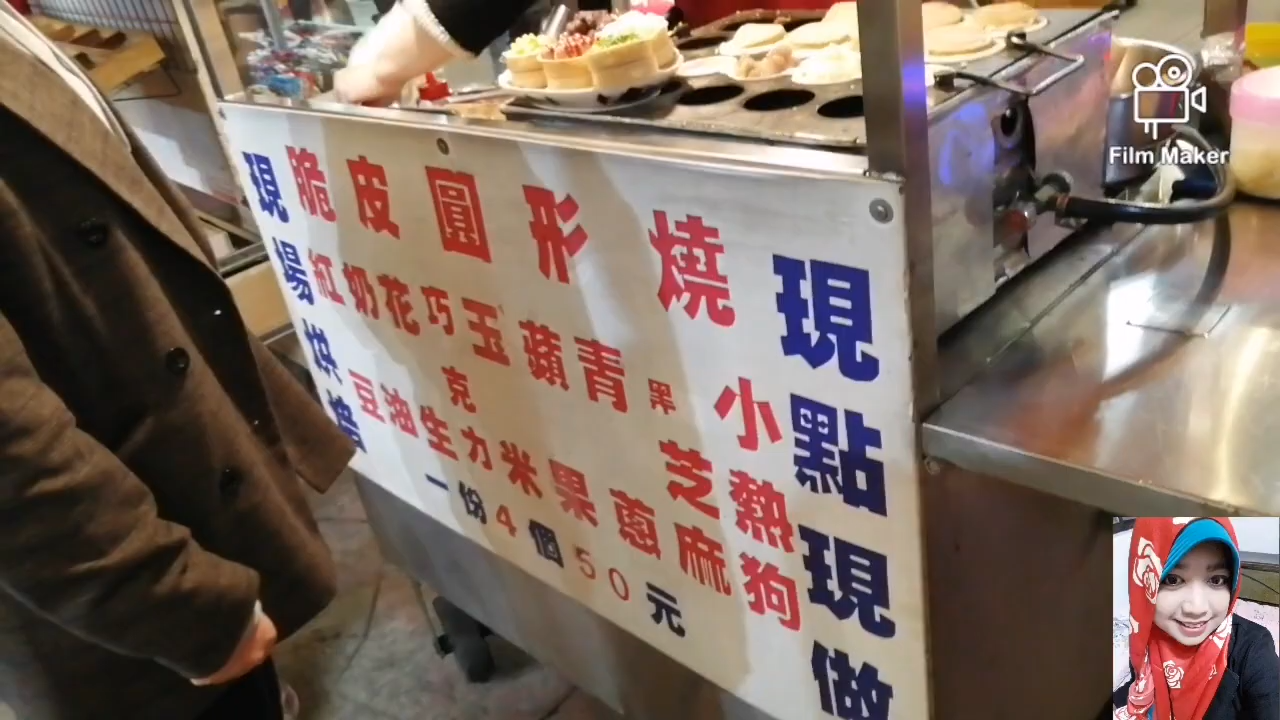 現場烘焙
脆皮圓形燒
紅豆
奶油
花生
巧克力
玉米
蘋果
青蔥
黑芝麻
小熱狗
一份4個50元
現點現做
Film Maker